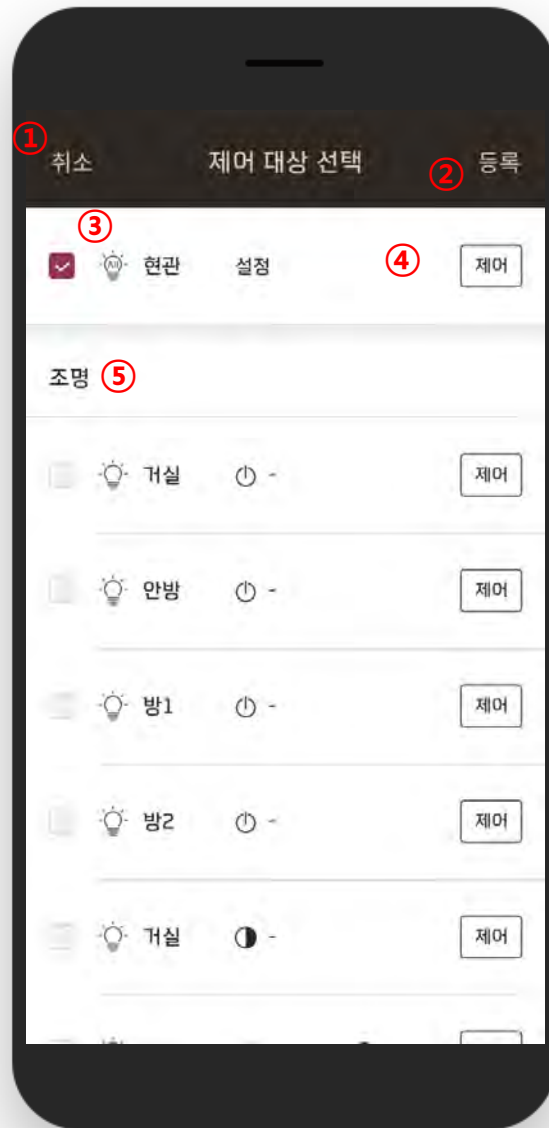 ① 취소 제어 대상 선택 ② 등록
③
All 현관 설정 ④ 제어
조명 ⑤
거실 - 제어
안방 - 제어
방1 - 제어
방2 - 제어
거실 - 제어